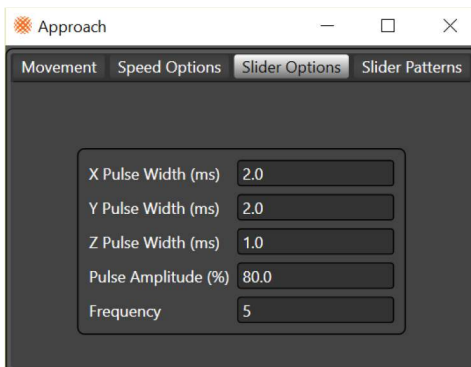 Approach
Movement Speed Options Slider Options Slider Patterns
X Pulse Width (ms) 2.0
Y Pulse Width (ms) 2.0
Z Pulse Width (ms) 1.0
Pulse Amplitude (%) 80.0
Frequency 5